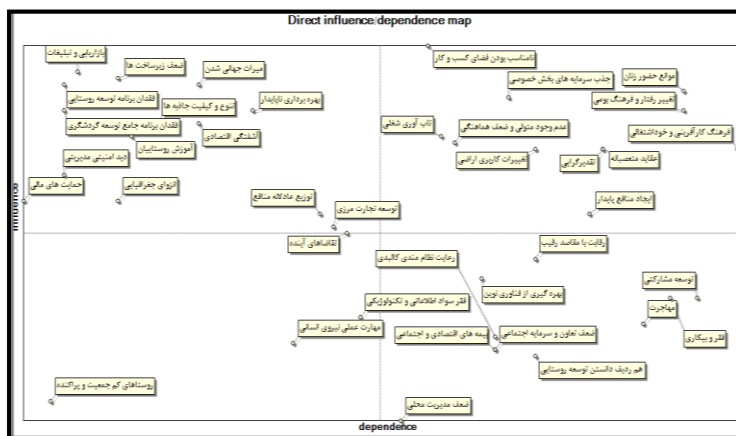 Direct influence/dependence map
بازاریابی و تبلیغات
ضعف زیرساخت ها
میراث جهانی شدن
نامناسب بودن فضای کسب و کار
جذب سرمایه های بخش خصوصی
موانع حضور زنان
فقدان برنامه توسعه روستایی
تنوع و کیفیت جاذبه ها
بهره برداری ناپایدار
تغییر رفتار و فرهنگ بومی
فقدان برنامه جامع توسعه گردشگری
آشفتگی اقتصادی
تاب آوری شغلی
عدم وجود متولی و ضعف هماهنگی
فرهنگ کارآفرینی و خوداشتغالی
آموزش روستاییان
دید امنیتی مدیریتی
تغییرات کاربری اراضی
تقدیرگرایی
عقاید متعصبانه
حمایت های مالی
انزوای جغرافیایی
توزیع عادلانه منافع
توسعه تجارت مرزی
ایجاد منافع پایدار
influence
تقاضاهای آینده
رعایت نظام مندی کالبدی
رقابت با مقاصد رقیب
بهره گیری از فناوری نوین
توسعه مشارکتی
فقر سواد اطلاعاتی و تکنولوژیکی
مهاجرت
مهارت عملی نیروی انسانی
بیمه های اقتصادی و اجتماعی
ضعف تعاون و سرمایه اجتماعی
فقر و بیکاری
هم ردیف دانستن توسعه روستایی
روستاهای کم جمعیت و پراکنده
ضعف مدیریت محلی
dependence